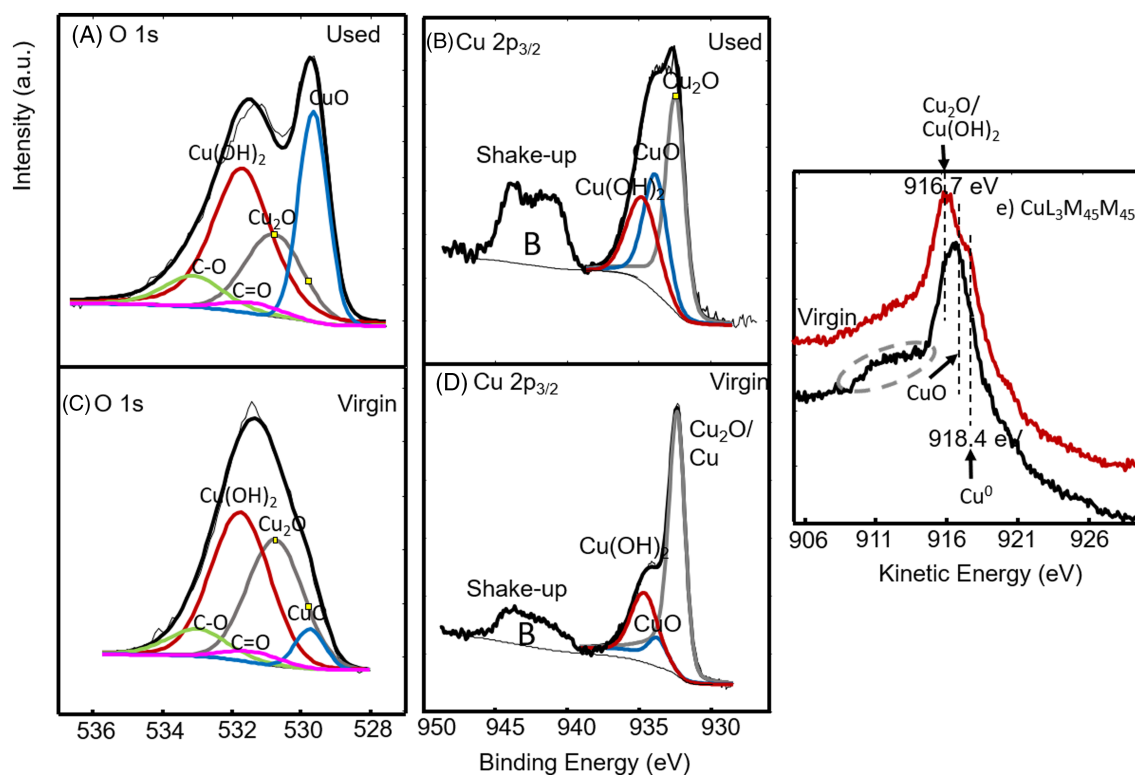 (A) O 1s
Used
CuO
Cu(OH)₂
Cu₂O
C-O
C=O
Intensity (a.u.)
(B) Cu 2p₃/₂
Used
Cu₂O
Shake-up
CuO
Cu(OH)₂
B
(C) O 1s
Virgin
Cu(OH)₂
Cu₂O
C-O
CuO
C=O
536
534
532
530
528
(D) Cu 2p₃/₂
Virgin
Cu₂O/
Cu
Cu(OH)₂
Shake-up
CuO
B
950
945
940
935
930
Binding Energy (eV)
Cu₂O/
Cu(OH)₂
916.7 eV
e) CuL₃M₄₅M₄₅
Virgin
CuO
918.4 e
Cu⁰
906
911
916
921
926
Kinetic Energy (eV)